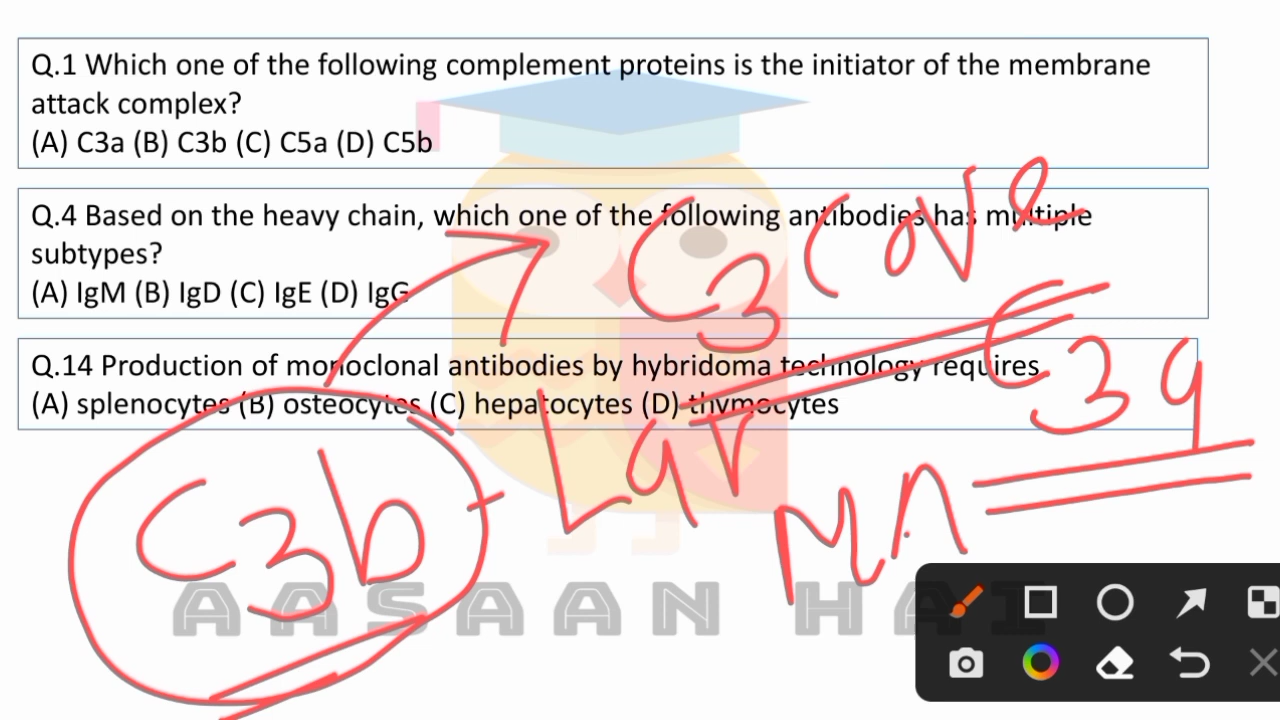 Q.1 Which one of the following complement proteins is the initiator of the membrane
attack complex?
(A) C3a (B) C3b (C) C5a (D) C5b
Q.4 Based on the heavy chain, which one of the following antibodies has multiple
subtypes?
(A) IgM (B) IgD (C) IgE (D) IgG
Q.14 Production of monoclonal antibodies by hybridoma technology requires
(A) splenocytes (B) osteocytes (C) hepatocytes (D) thymocytes
C3 Cove
C3b
AASAAN HAI